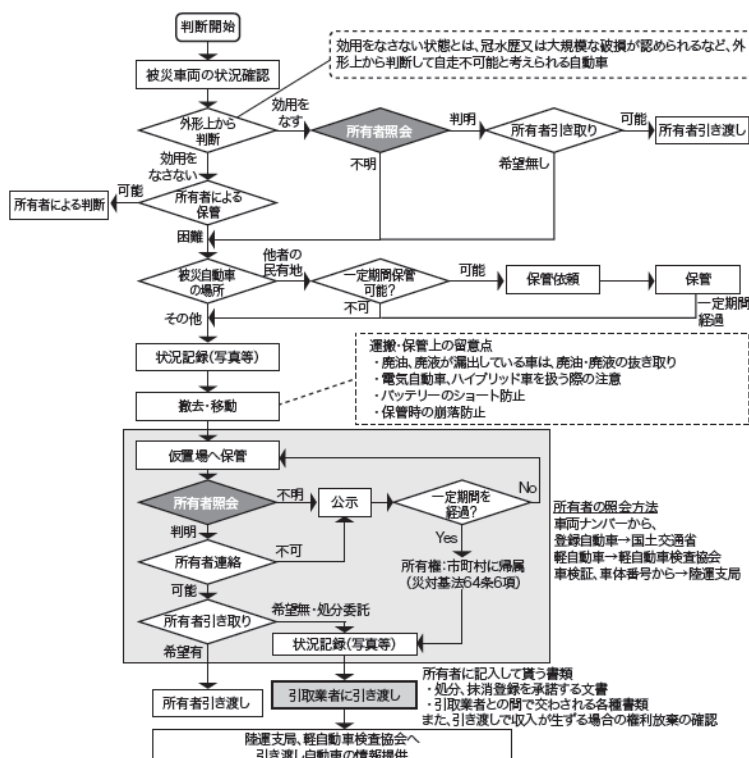 判断開始
効用をなさない状態とは、冠水歴又は大規模な破損が認められるなど、外
形上から判断して自走不可能と考えられる自動車
被災車両の状況確認
外形上から
判断
効用を
なす
所有者照会
判明
所有者引き取り
可能
所有者引き渡し
効用を
なさない
不明
希望無し
所有者による判断
可能
所有者による
保管
困難
被災自動車
の場所
他者の
民有地
一定期間保管
可能?
可能
保管依頼
保管
その他
不可
一定期間
経過
状況記録(写真等)
運搬・保管上の留意点
・廃油、廃液が漏出している車は、廃油・廃液の抜き取り
・電気自動車、ハイブリッド車を扱う際の注意
・バッテリーのショート防止
・保管時の崩落防止
撤去・移動
仮置場へ保管
所有者照会
不明
公示
一定期間を
経過?
No
判明
Yes
所有者連絡
不可
所有権:市町村に帰属
(災対基法64条6項)
所有者の照会方法
車両ナンバーから、
登録自動車→国土交通省
軽自動車→軽自動車検査協会
車検証、車体番号から→陸運支局
可能
所有者引き取り
希望無・処分委託
状況記録(写真等)
希望有
所有者引き渡し
引取業者に引き渡し
所有者に記入して貰う書類
・処分、抹消登録を承諾する文書
・引取業者との間で交わされる各種書類
また、引き渡しで収入が生ずる場合の権利放棄の確認
陸運支局、軽自動車検査協会へ
引き渡し自動車の情報提供